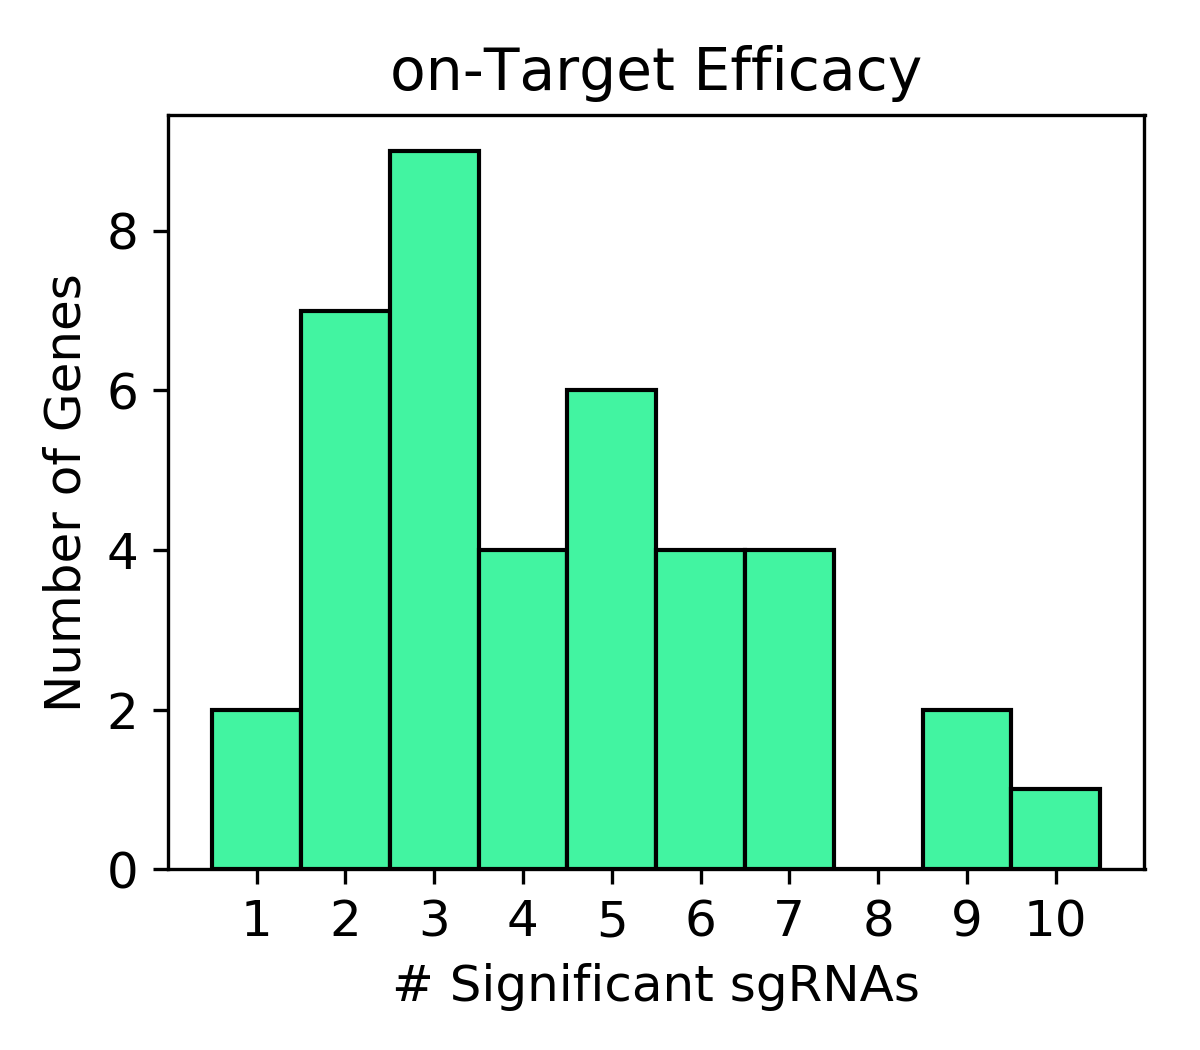 on-Target Efficacy
Number of Genes
8
6
4
2
0
1 2 3 4 5 6 7 8 9 10
# Significant sgRNAs